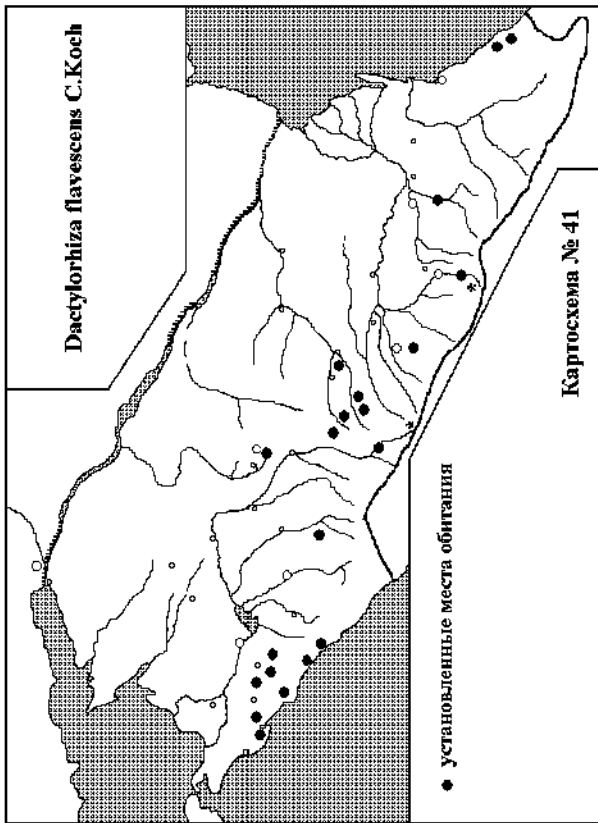 Dactylorhiza flavescens C.Koch
установленные места обитания
Картосхема № 41